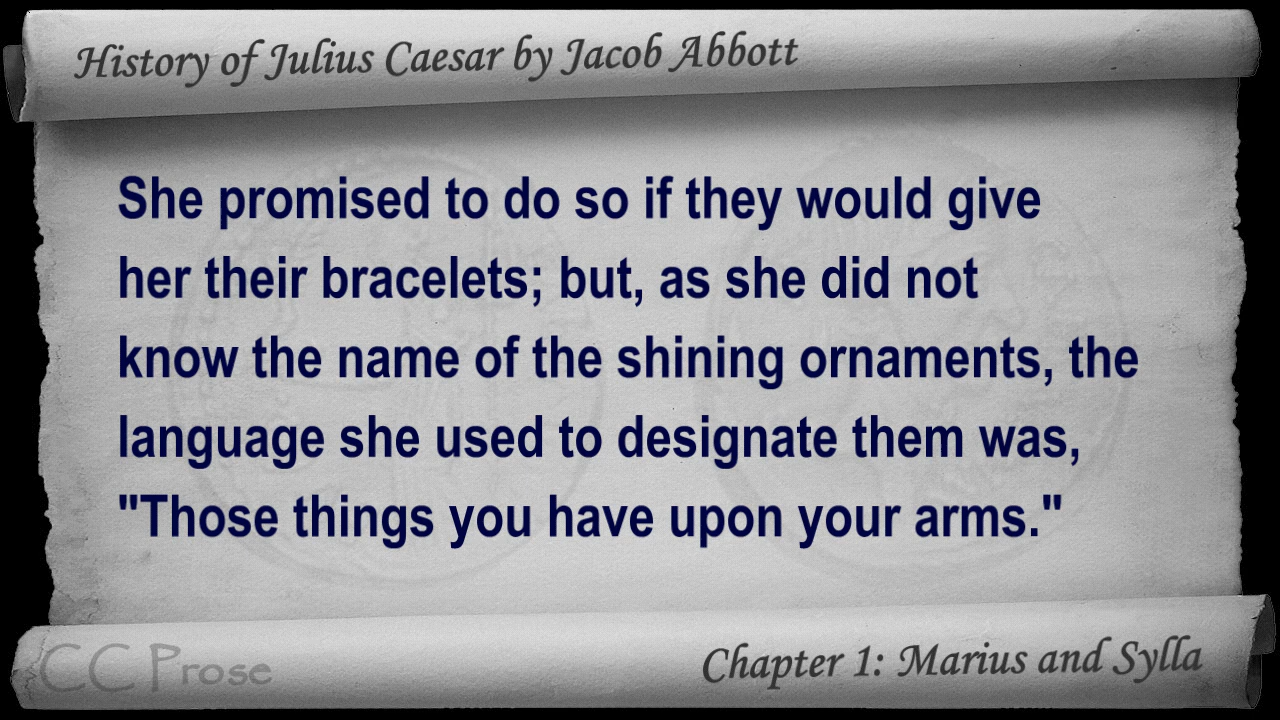 History of Julius Caesar by Jacob Abbott
She promised to do so if they would give
her their bracelets; but, as she did not
know the name of the shining ornaments, the
language she used to designate them was,
"Those things you have upon your arms."
CC Prose
Chapter 1: Marius and Sylla